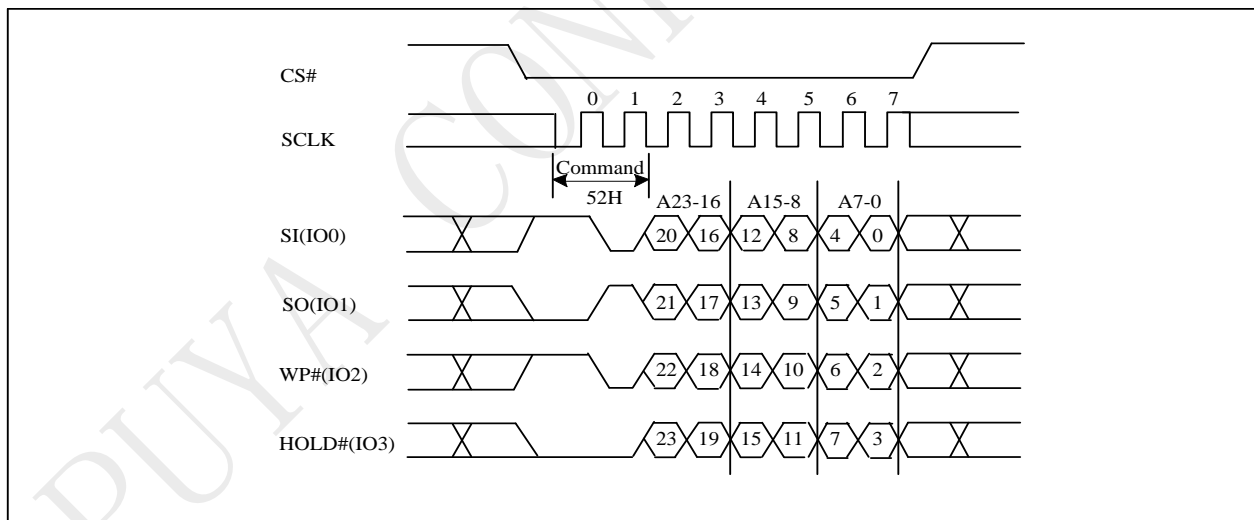 CS#
0 1 2 3 4 5 6 7
SCLK
Command
52H
A23-16 A15-8 A7-0
SI(IO0) 20 16 12 8 4 0
SO(IO1) 21 17 13 9 5 1
WP#(IO2) 22 18 14 10 6 2
HOLD#(IO3) 23 19 15 11 7 3
PUYA CON